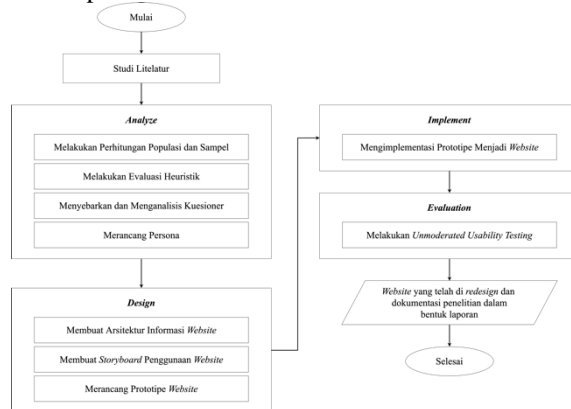 Mulai
Studi Litelatur
Analyze
Melakukan Perhitungan Populasi dan Sampel
Melakukan Evaluasi Heuristik
Menyebarkan dan Menganalisis Kuesioner
Merancang Persona
Design
Membuat Arsitektur Informasi Website
Membuat Storyboard Penggunaan Website
Merancang Prototipe Website
Implement
Mengimplementasi Prototipe Menjadi Website
Evaluation
Melakukan Unmoderated Usability Testing
Website yang telah di redesign dan
dokumentasi penelitian dalam
bentuk laporan
Selesai